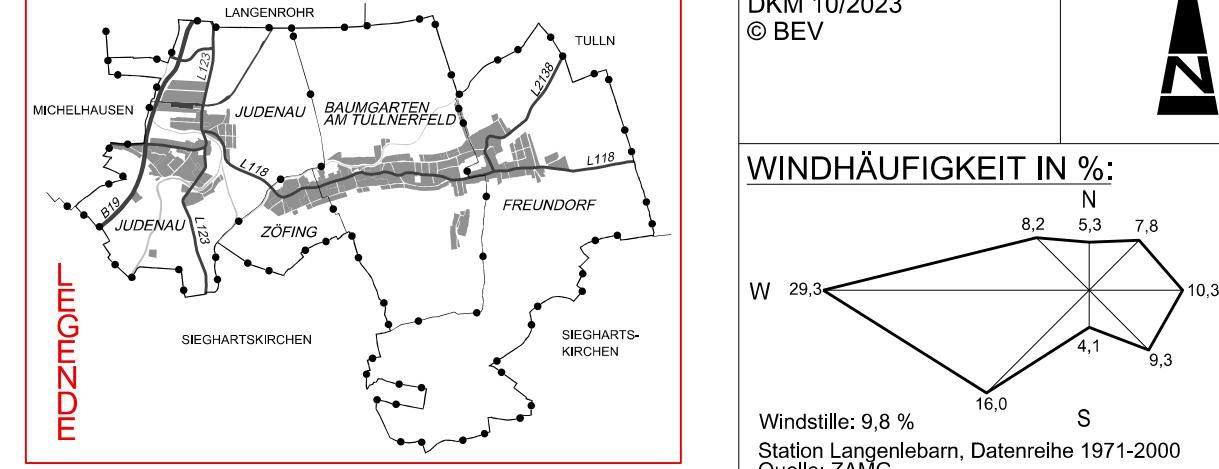 LANGENROHR
TULLN
L123
L2138
MICHELHAUSEN
JUDENAU
BAUMGARTEN
AM TULLNERFELD
L118
L118
B19
JUDENAU
L123
ZÖFING
FREUNDORF
SIEGHARTSKIRCHEN
SIEGHARTS-
KIRCHEN
LEGENDE
DKM 10/2023
© BEV
N
WINDHÄUFIGKEIT IN %:
N
8,2
5,3
7,8
W
29,3
10,3
4,1
9,3
16,0
S
Windstille: 9,8 %
Station Langenlebarn, Datenreihe 1971-2000
Quelle: ZAMG